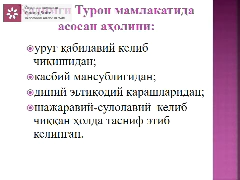 Турон мамлакатида
асосан аҳолини:
уруғ қабилавий келиб
чиқишидан;
касбий мансублигидан;
диний эътиқодий қарашларидан;
шажаравий-сулолавий келиб
чиққан ҳолда тасниф этиб
келинган.